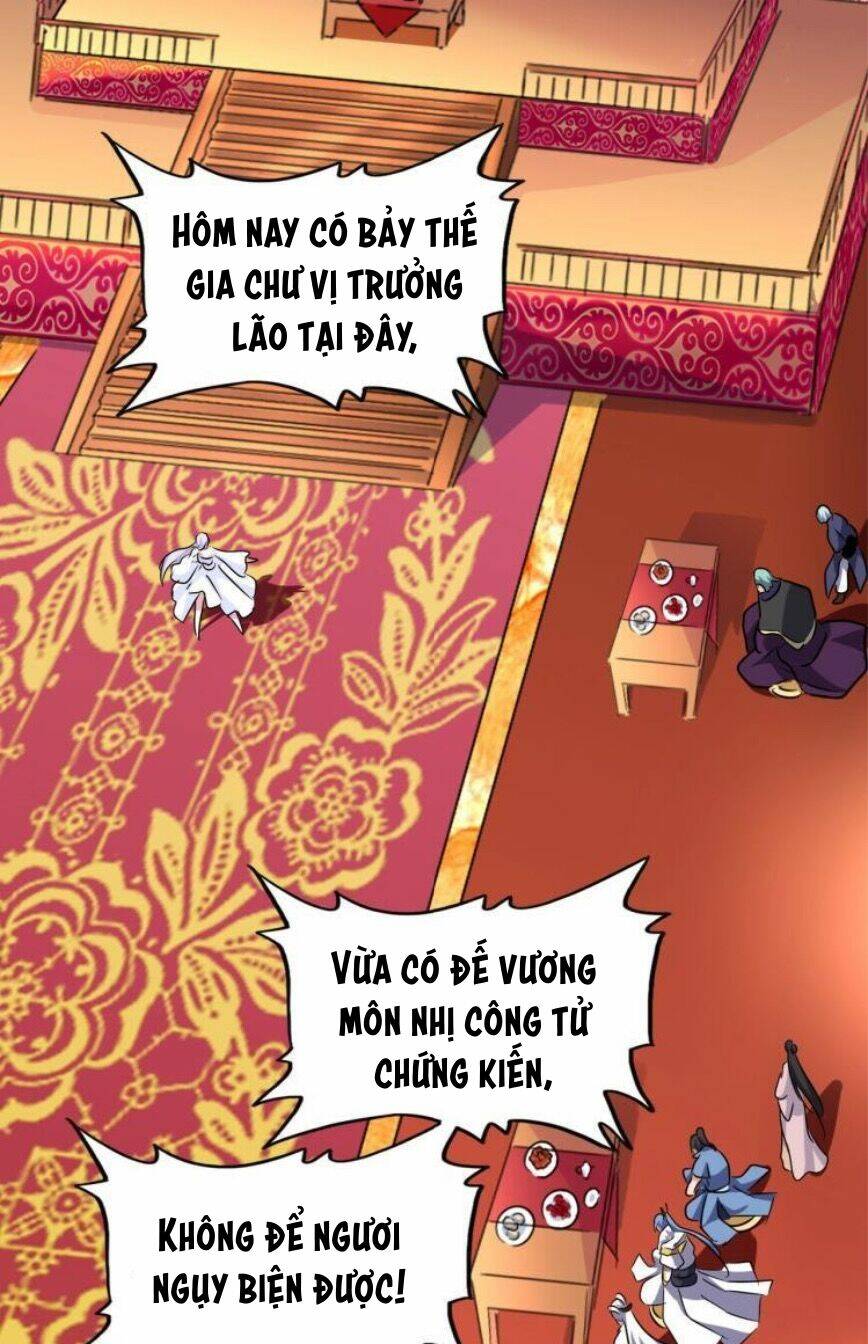 HÔM NAY CÓ BẢY THẾ
GIA CHƯ VỊ TRƯỞNG
LÃO TẠI ĐÂY,
VỪA CÓ ĐẾ VƯƠNG
MÔN NHỊ CÔNG TỬ
CHỨNG KIẾN,
KHÔNG ĐỂ NGƯƠI
NGỤY BIỆN ĐƯỢC!